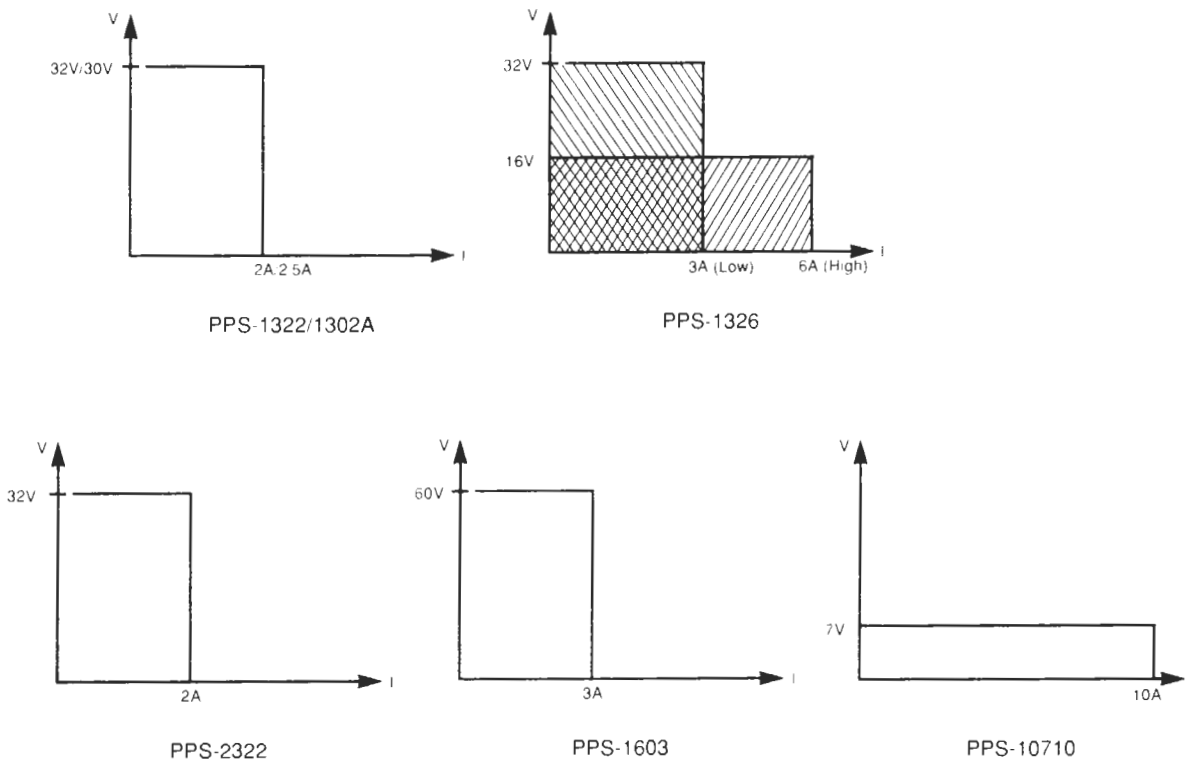 V
32V/30V
2A/2.5A
I
PPS-1322/1302A
V
32V
16V
3A (Low)
6A (High)
I
PPS-1326
V
32V
2A
I
PPS-2322
V
60V
3A
I
PPS-1603
V
7V
10A
PPS-10710